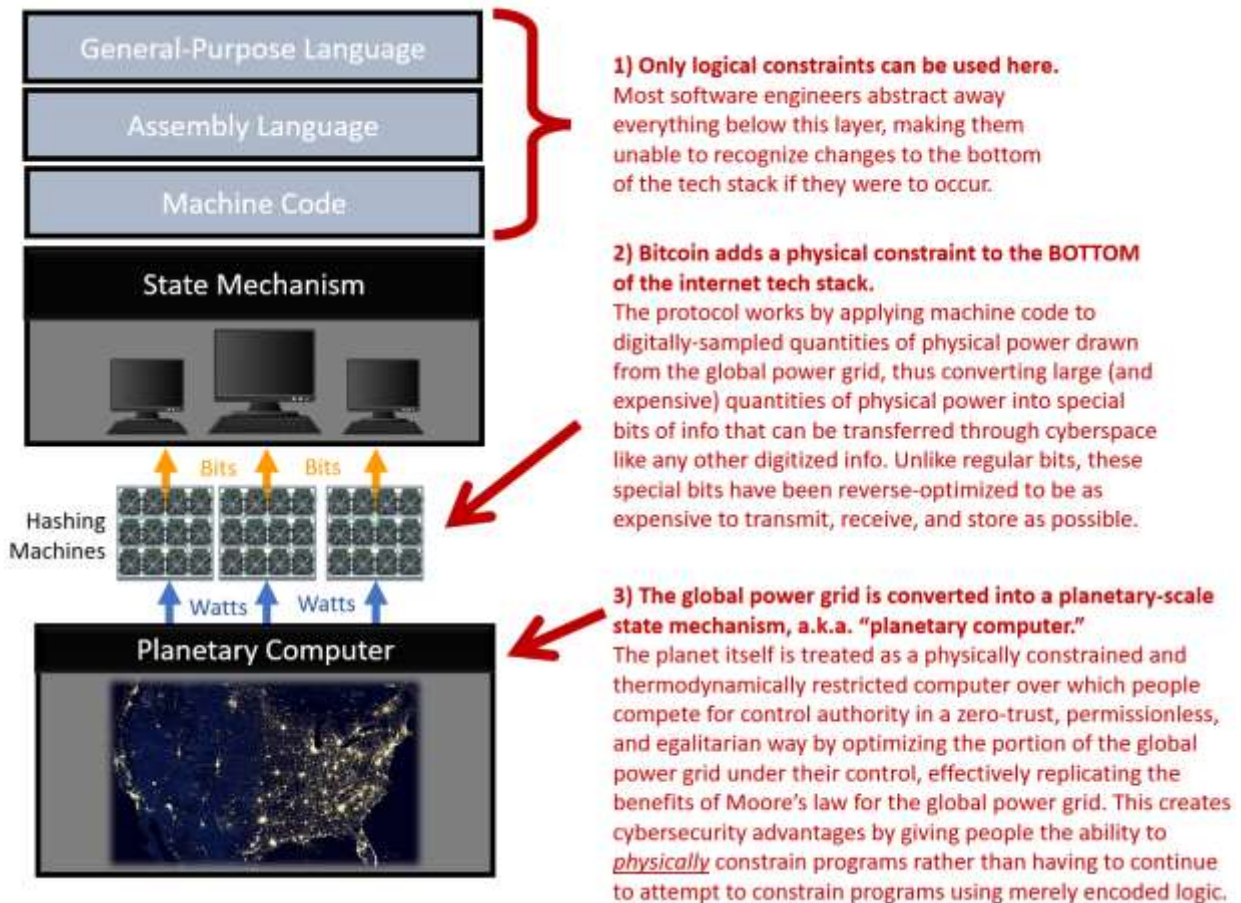 General-Purpose Language
Assembly Language
Machine Code
State Mechanism
Bits Bits
Hashing
Machines
Watts Watts
Planetary Computer
1) Only logical constraints can be used here.
Most software engineers abstract away
everything below this layer, making them
unable to recognize changes to the bottom
of the tech stack if they were to occur.
2) Bitcoin adds a physical constraint to the BOTTOM
of the internet tech stack.
The protocol works by applying machine code to
digitally-sampled quantities of physical power drawn
from the global power grid, thus converting large (and
expensive) quantities of physical power into special
bits of info that can be transferred through cyberspace
like any other digitized info. Unlike regular bits, these
special bits have been reverse-optimized to be as
expensive to transmit, receive, and store as possible.
3) The global power grid is converted into a planetary-scale
state mechanism, a.k.a. “planetary computer.”
The planet itself is treated as a physically constrained and
thermodynamically restricted computer over which people
compete for control authority in a zero-trust, permissionless,
and egalitarian way by optimizing the portion of the global
power grid under their control, effectively replicating the
benefits of Moore’s law for the global power grid. This creates
cybersecurity advantages by giving people the ability to
physically constrain programs rather than having to continue
to attempt to constrain programs using merely encoded logic.